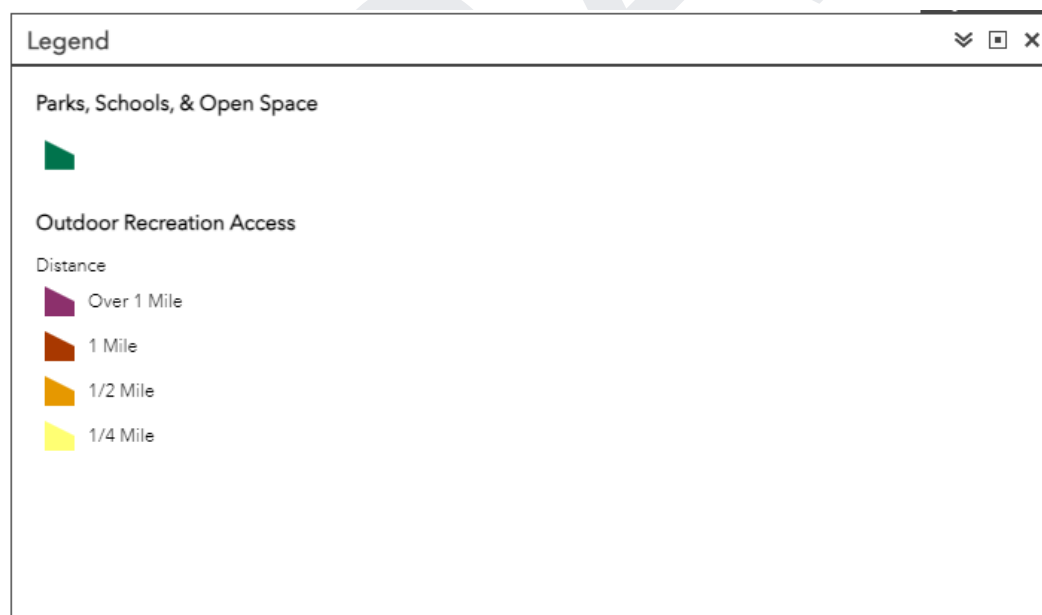 Legend
Parks, Schools, & Open Space
Outdoor Recreation Access
Distance
Over 1 Mile
1 Mile
1/2 Mile
1/4 Mile